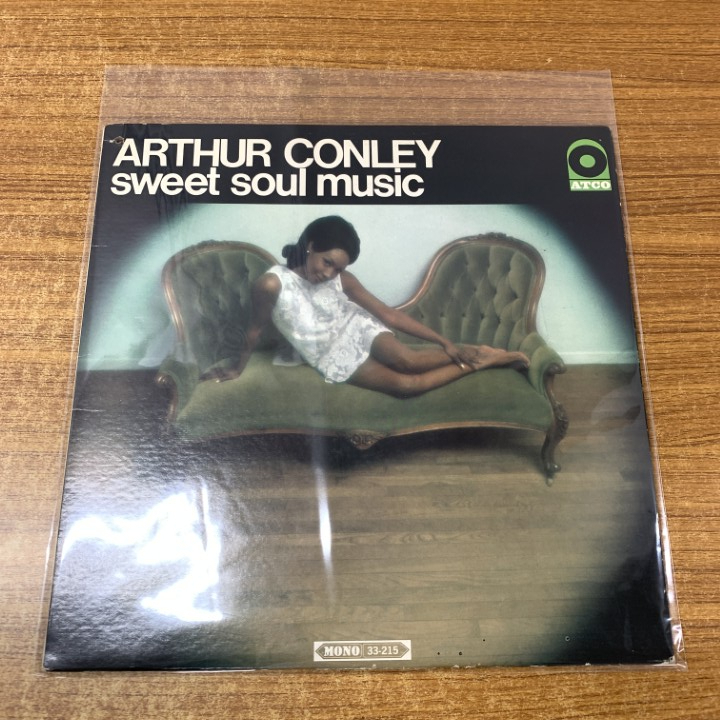 ARTHUR CONLEY
sweet soul music
ATCO
MONO 33-215